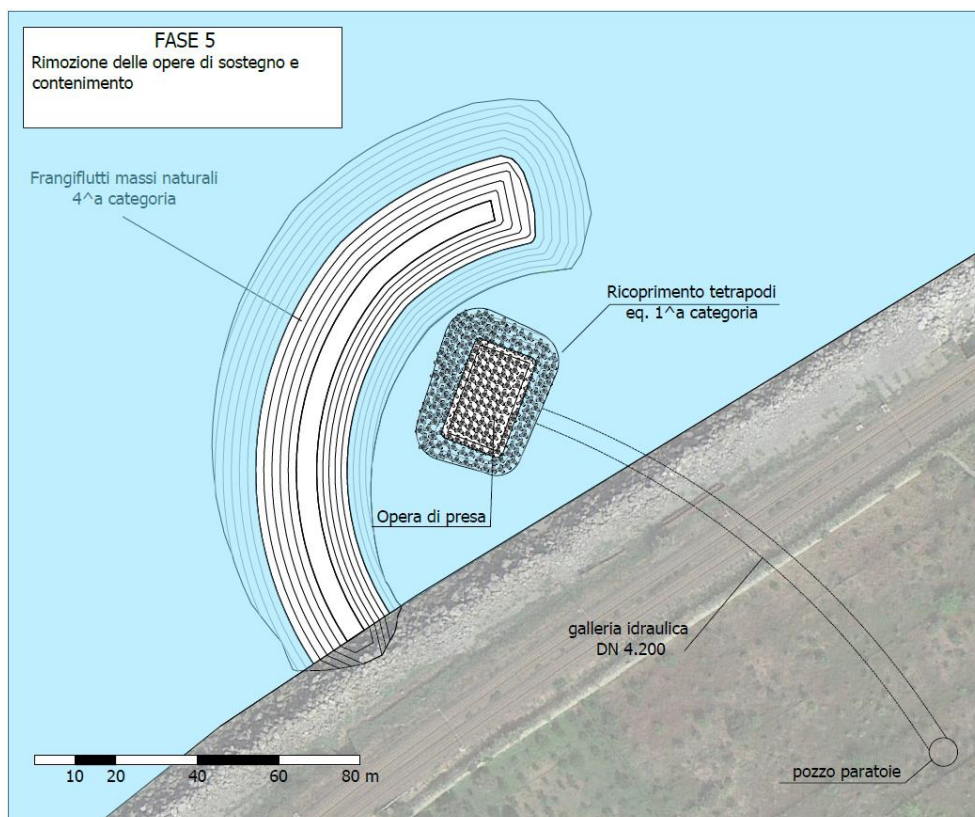 FASE 5
Rimozione delle opere di sostegno e
contenimento
Frangiflutti massi naturali
4^a categoria
Ricoprimento tetrapodi
eq. 1^a categoria
Opera di presa
galleria idraulica
DN 4.200
pozzo paratoie
10 20 40 60 80 m